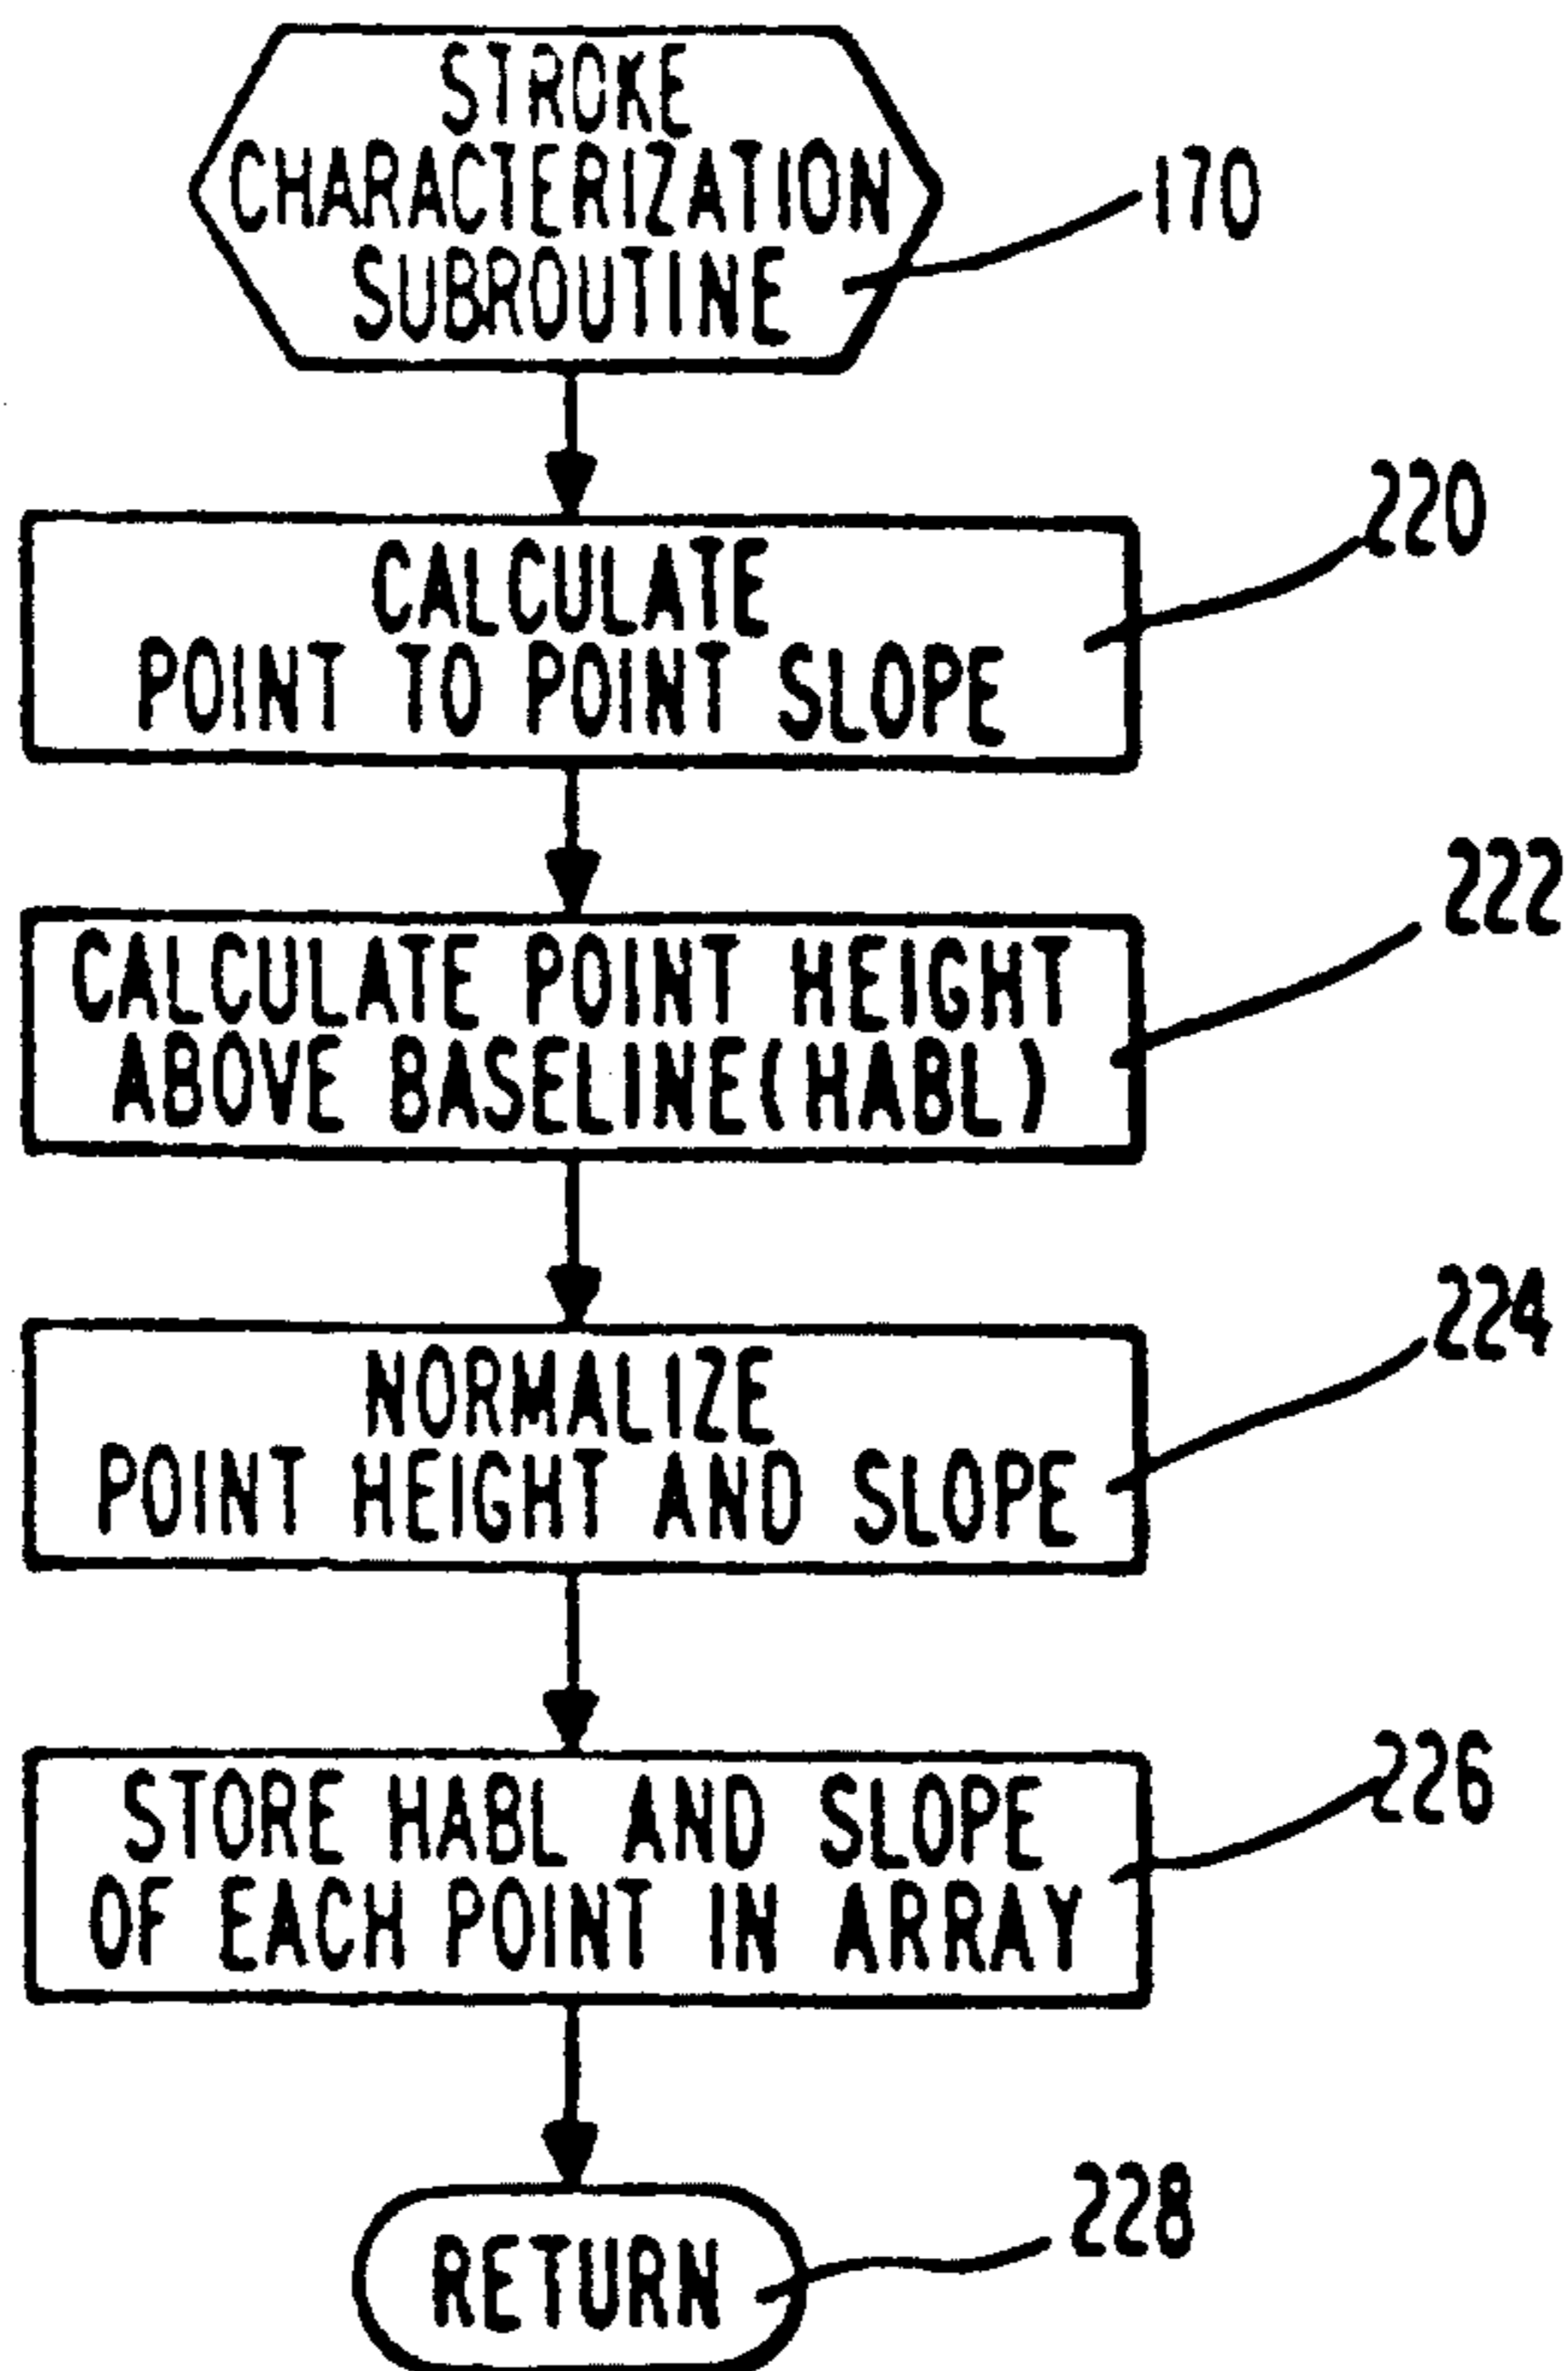 STROKE
CHARACTERIZATION
SUBROUTINE
170
220
CALCULATE
POINT TO POINT SLOPE
222
CALCULATE POINT HEIGHT
ABOVE BASELINE(HABL)
224
NORMALIZE
POINT HEIGHT AND SLOPE
226
STORE HABL AND SLOPE
OF EACH POINT IN ARRAY
228
RETURN